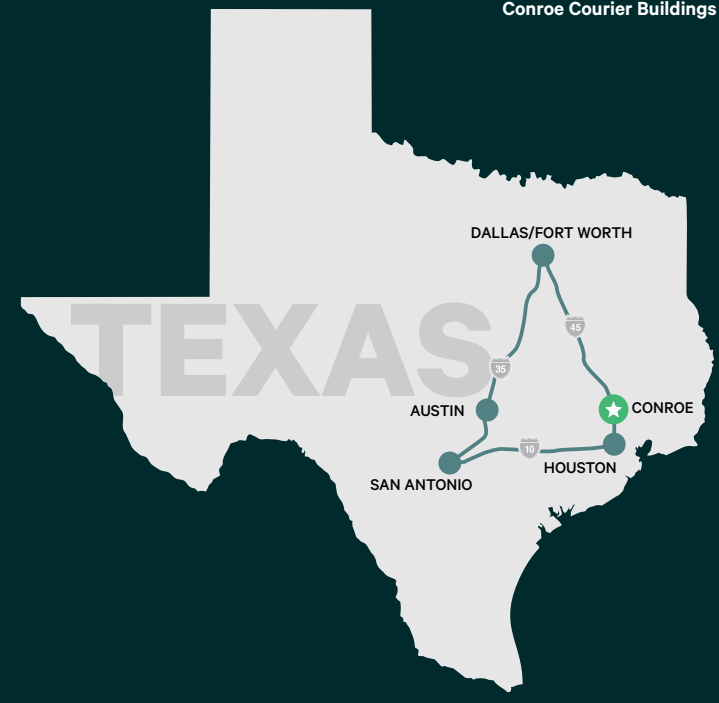 Conroe Courier Buildings
DALLAS/FORT WORTH
45
TEXAS
35
AUSTIN
CONROE
10
HOUSTON
SAN ANTONIO